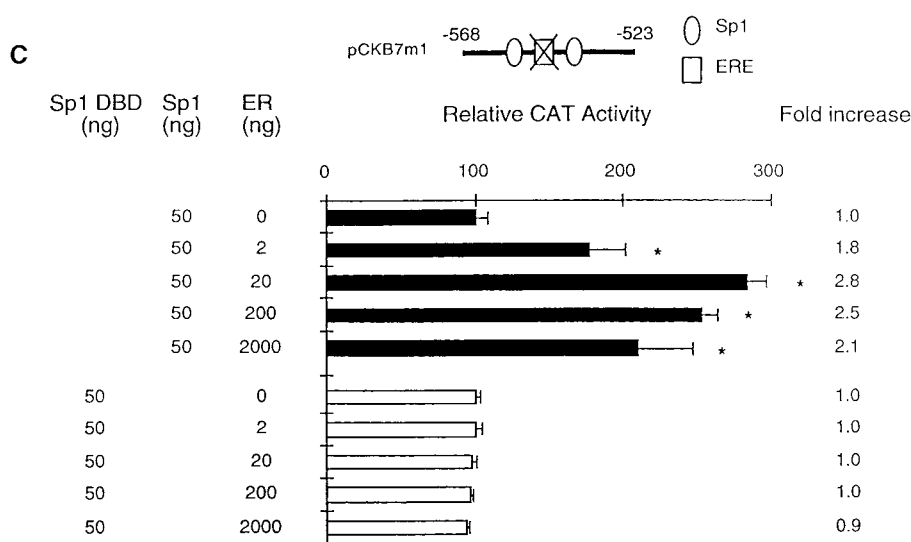 C
pCKB7m1 -568 -523 Sp1
ERE
Sp1 DBD (ng) Sp1 (ng) ER (ng) Relative CAT Activity Fold increase
0 100 200 300
50 0 1.0
50 2 * 1.8
50 20 * 2.8
50 200 * 2.5
50 2000 * 2.1
50 0 1.0
50 2 1.0
50 20 1.0
50 200 1.0
50 2000 0.9